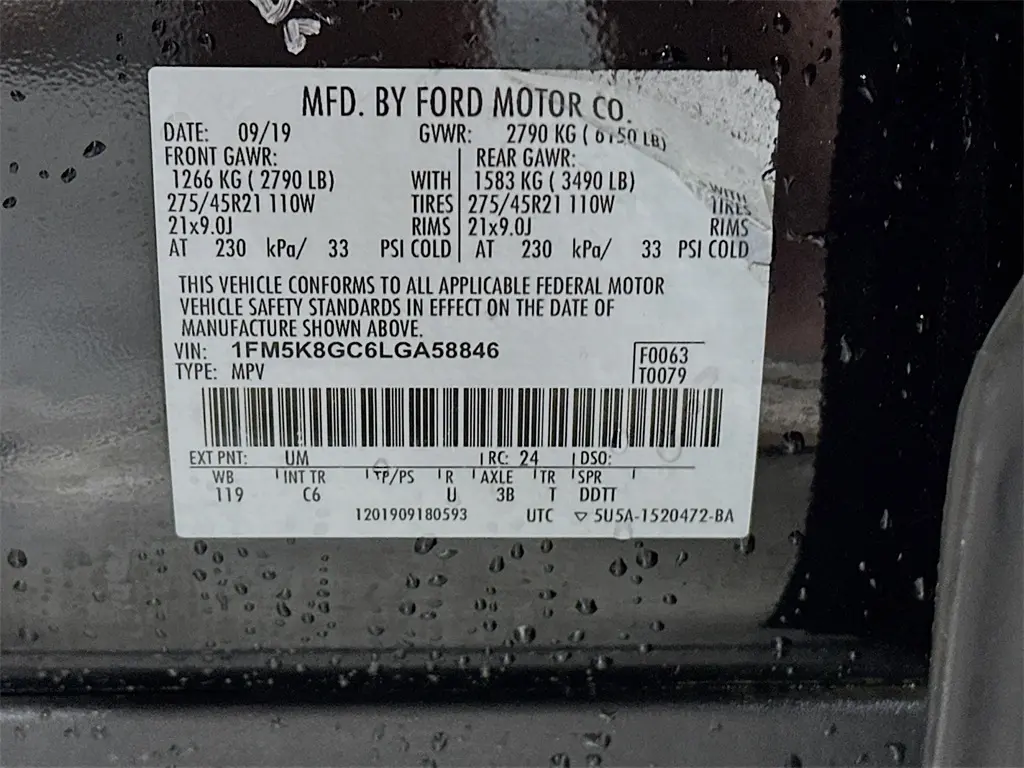 MFD. BY FORD MOTOR CO.
DATE: 09/19 GVWR: 2790 KG ( 6150 LB)
FRONT GAWR: REAR GAWR:
1266 KG ( 2790 LB) WITH 1583 KG ( 3490 LB) WITH
275/45R21 110W TIRES 275/45R21 110W TIRES
21x9.0J RIMS 21x9.0J RIMS
AT 230 kPa/ 33 PSI COLD AT 230 kPa/ 33 PSI COLD
THIS VEHICLE CONFORMS TO ALL APPLICABLE FEDERAL MOTOR
VEHICLE SAFETY STANDARDS IN EFFECT ON THE DATE OF
MANUFACTURE SHOWN ABOVE.
VIN: 1FM5K8GC6LGA58846 F0063
TYPE: MPV T0079
EXT PNT: UM RC: 24 DSO:
WB INT TR TP/PS R AXLE TR SPR
119 C6 U 3B T DDTT
1201909180593 UTC ▽ 5U5A-1520472-BA